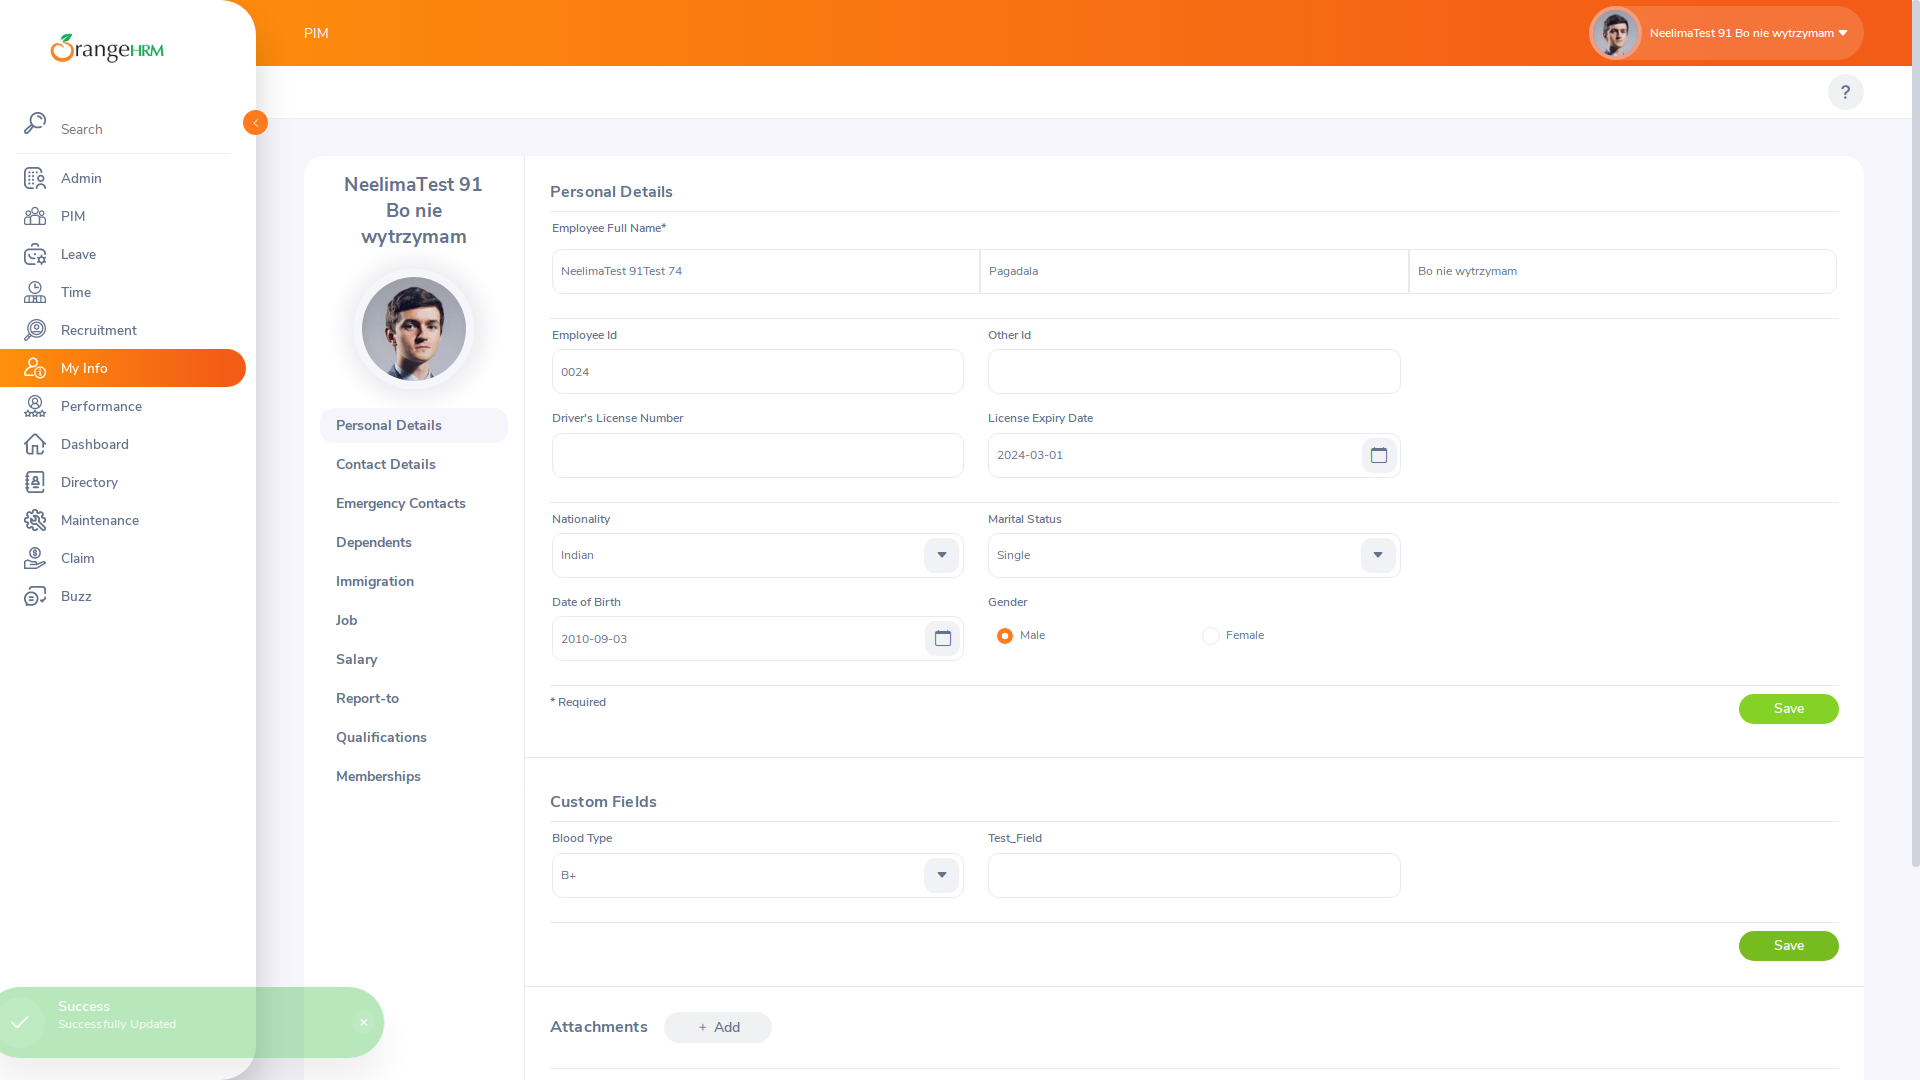 OrangeHRM
PIM
NeelimaTest 91 Bo nie wytrzymam
?
Search
Admin
PIM
Leave
Time
Recruitment
My Info
Performance
Dashboard
Directory
Maintenance
Claim
Buzz
NeelimaTest 91
Bo nie
wytrzymam
Personal Details
Contact Details
Emergency Contacts
Dependents
Immigration
Job
Salary
Report-to
Qualifications
Memberships
Personal Details
Employee Full Name*
NeelimaTest 91Test 74 Pagadala Bo nie wytrzymam
Employee Id Other Id
0024
Driver's License Number License Expiry Date
2024-03-01
Nationality Marital Status
Indian Single
Date of Birth Gender
2010-09-03 Male Female
* Required Save
Custom Fields
Blood Type Test_Field
B+
Save
Attachments + Add
Success
Successfully Updated